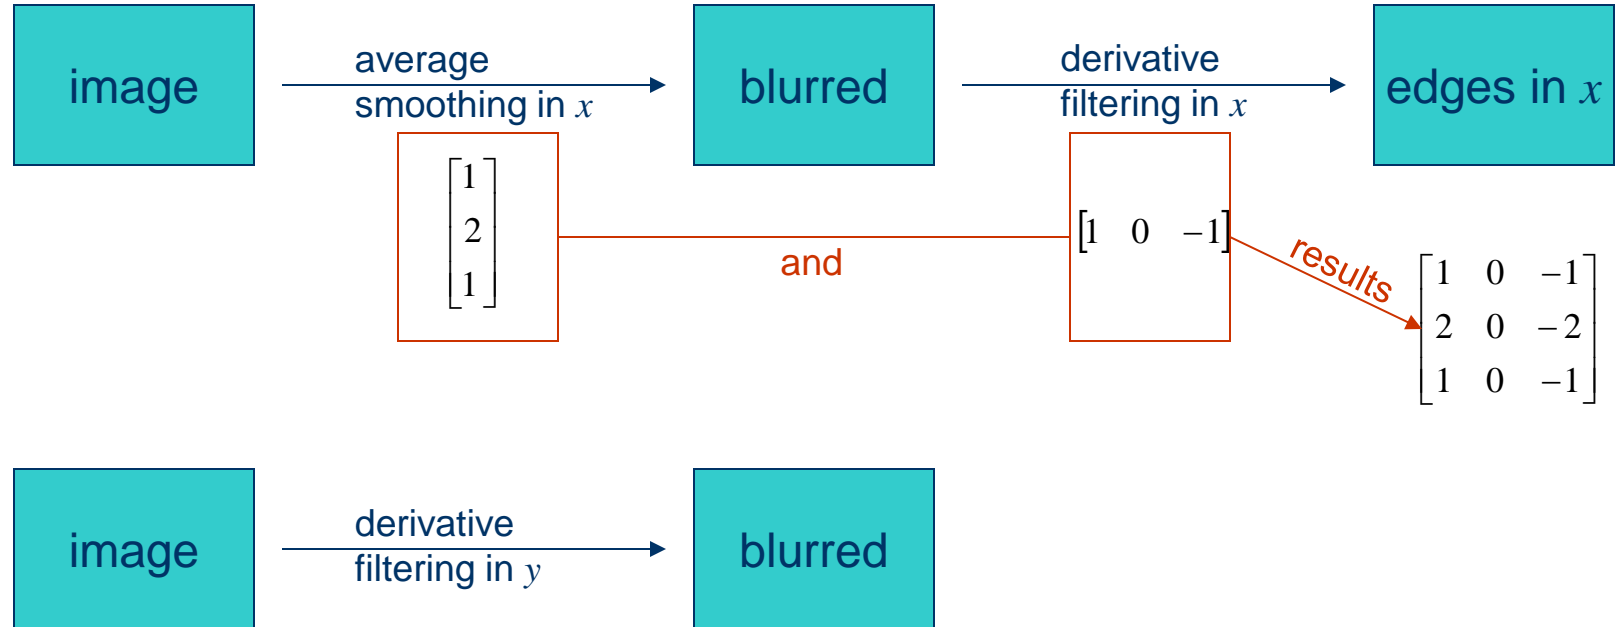 image
average
smoothing in x
blurred
derivative
filtering in x
edges in x
[1
2
1]
and
[1 0 −1]
results
[1 0 −1
2 0 −2
1 0 −1]
image
derivative
filtering in y
blurred